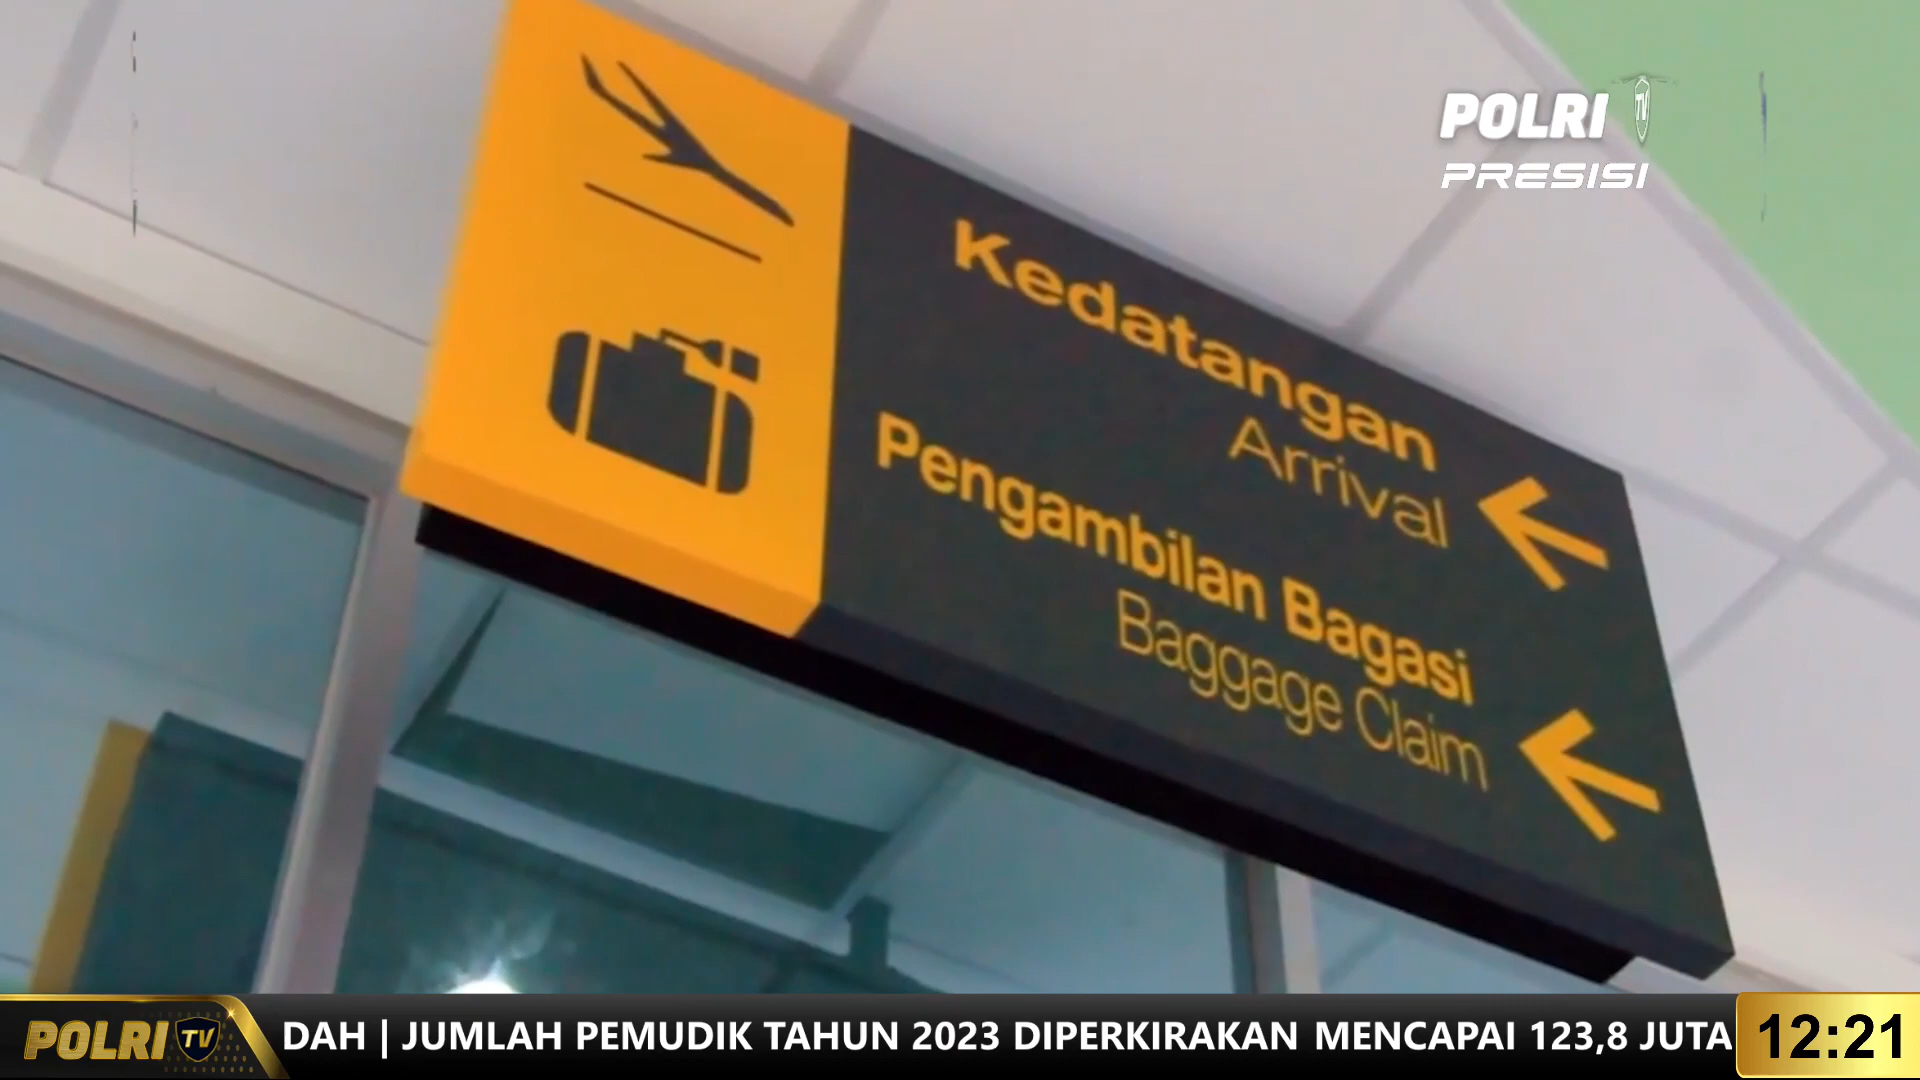 POLRI TV
PRESISI
Kedatangan
Arrival
Pengambilan Bagasi
Baggage Claim
POLRI TV
DAH | JUMLAH PEMUDIK TAHUN 2023 DIPERKIRAKAN MENCAPAI 123,8 JUTA
12:21